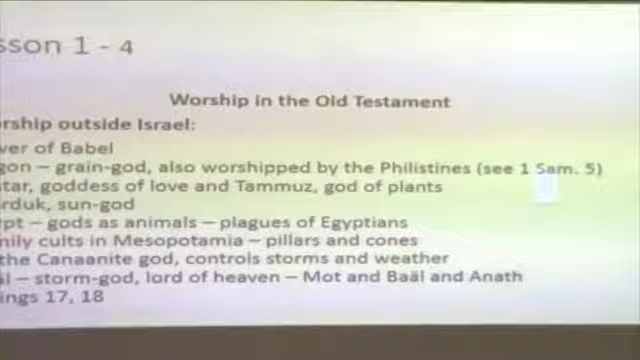 sson 1 - 4
Worship in the Old Testament
rship outside Israel:
ver of Babel
gon – grain-god, also worshipped by the Philistines (see 1 Sam. 5)
tar, goddess of love and Tammuz, god of plants
rduk, sun-god
ypt – gods as animals – plagues of Egyptians
mily cults in Mesopotamia – pillars and cones
the Canaanite god, controls storms and weather
al – storm-god, lord of heaven – Mot and Baäl and Anath
ings 17, 18